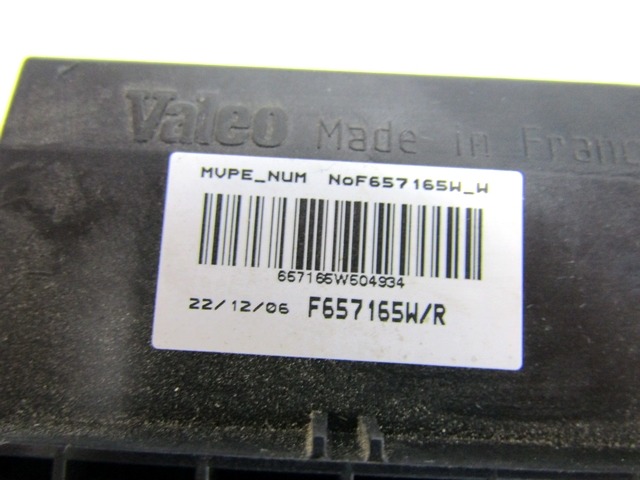 Valeo Made in Franc
MVPE_NUM NoF657165W_W
657165W504934
22/12/06 F657165W/R